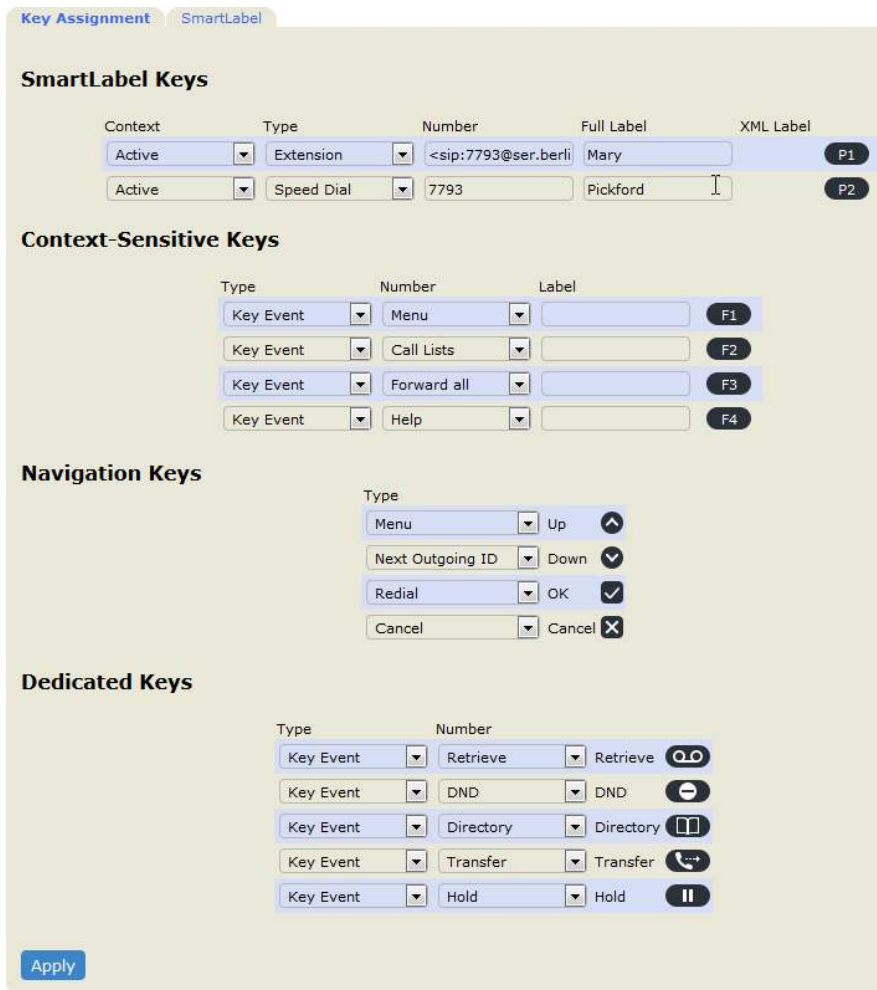 Key Assignment SmartLabel
SmartLabel Keys
Context Type Number Full Label XML Label
Active Extension <sip:7793@ser.berli Mary P1
Active Speed Dial 7793 Pickford P2
Context-Sensitive Keys
Type Number Label
Key Event Menu F1
Key Event Call Lists F2
Key Event Forward all F3
Key Event Help F4
Navigation Keys
Type
Menu Up
Next Outgoing ID Down
Redial OK
Cancel Cancel
Dedicated Keys
Type Number
Key Event Retrieve Retrieve
Key Event DND DND
Key Event Directory Directory
Key Event Transfer Transfer
Key Event Hold Hold
Apply